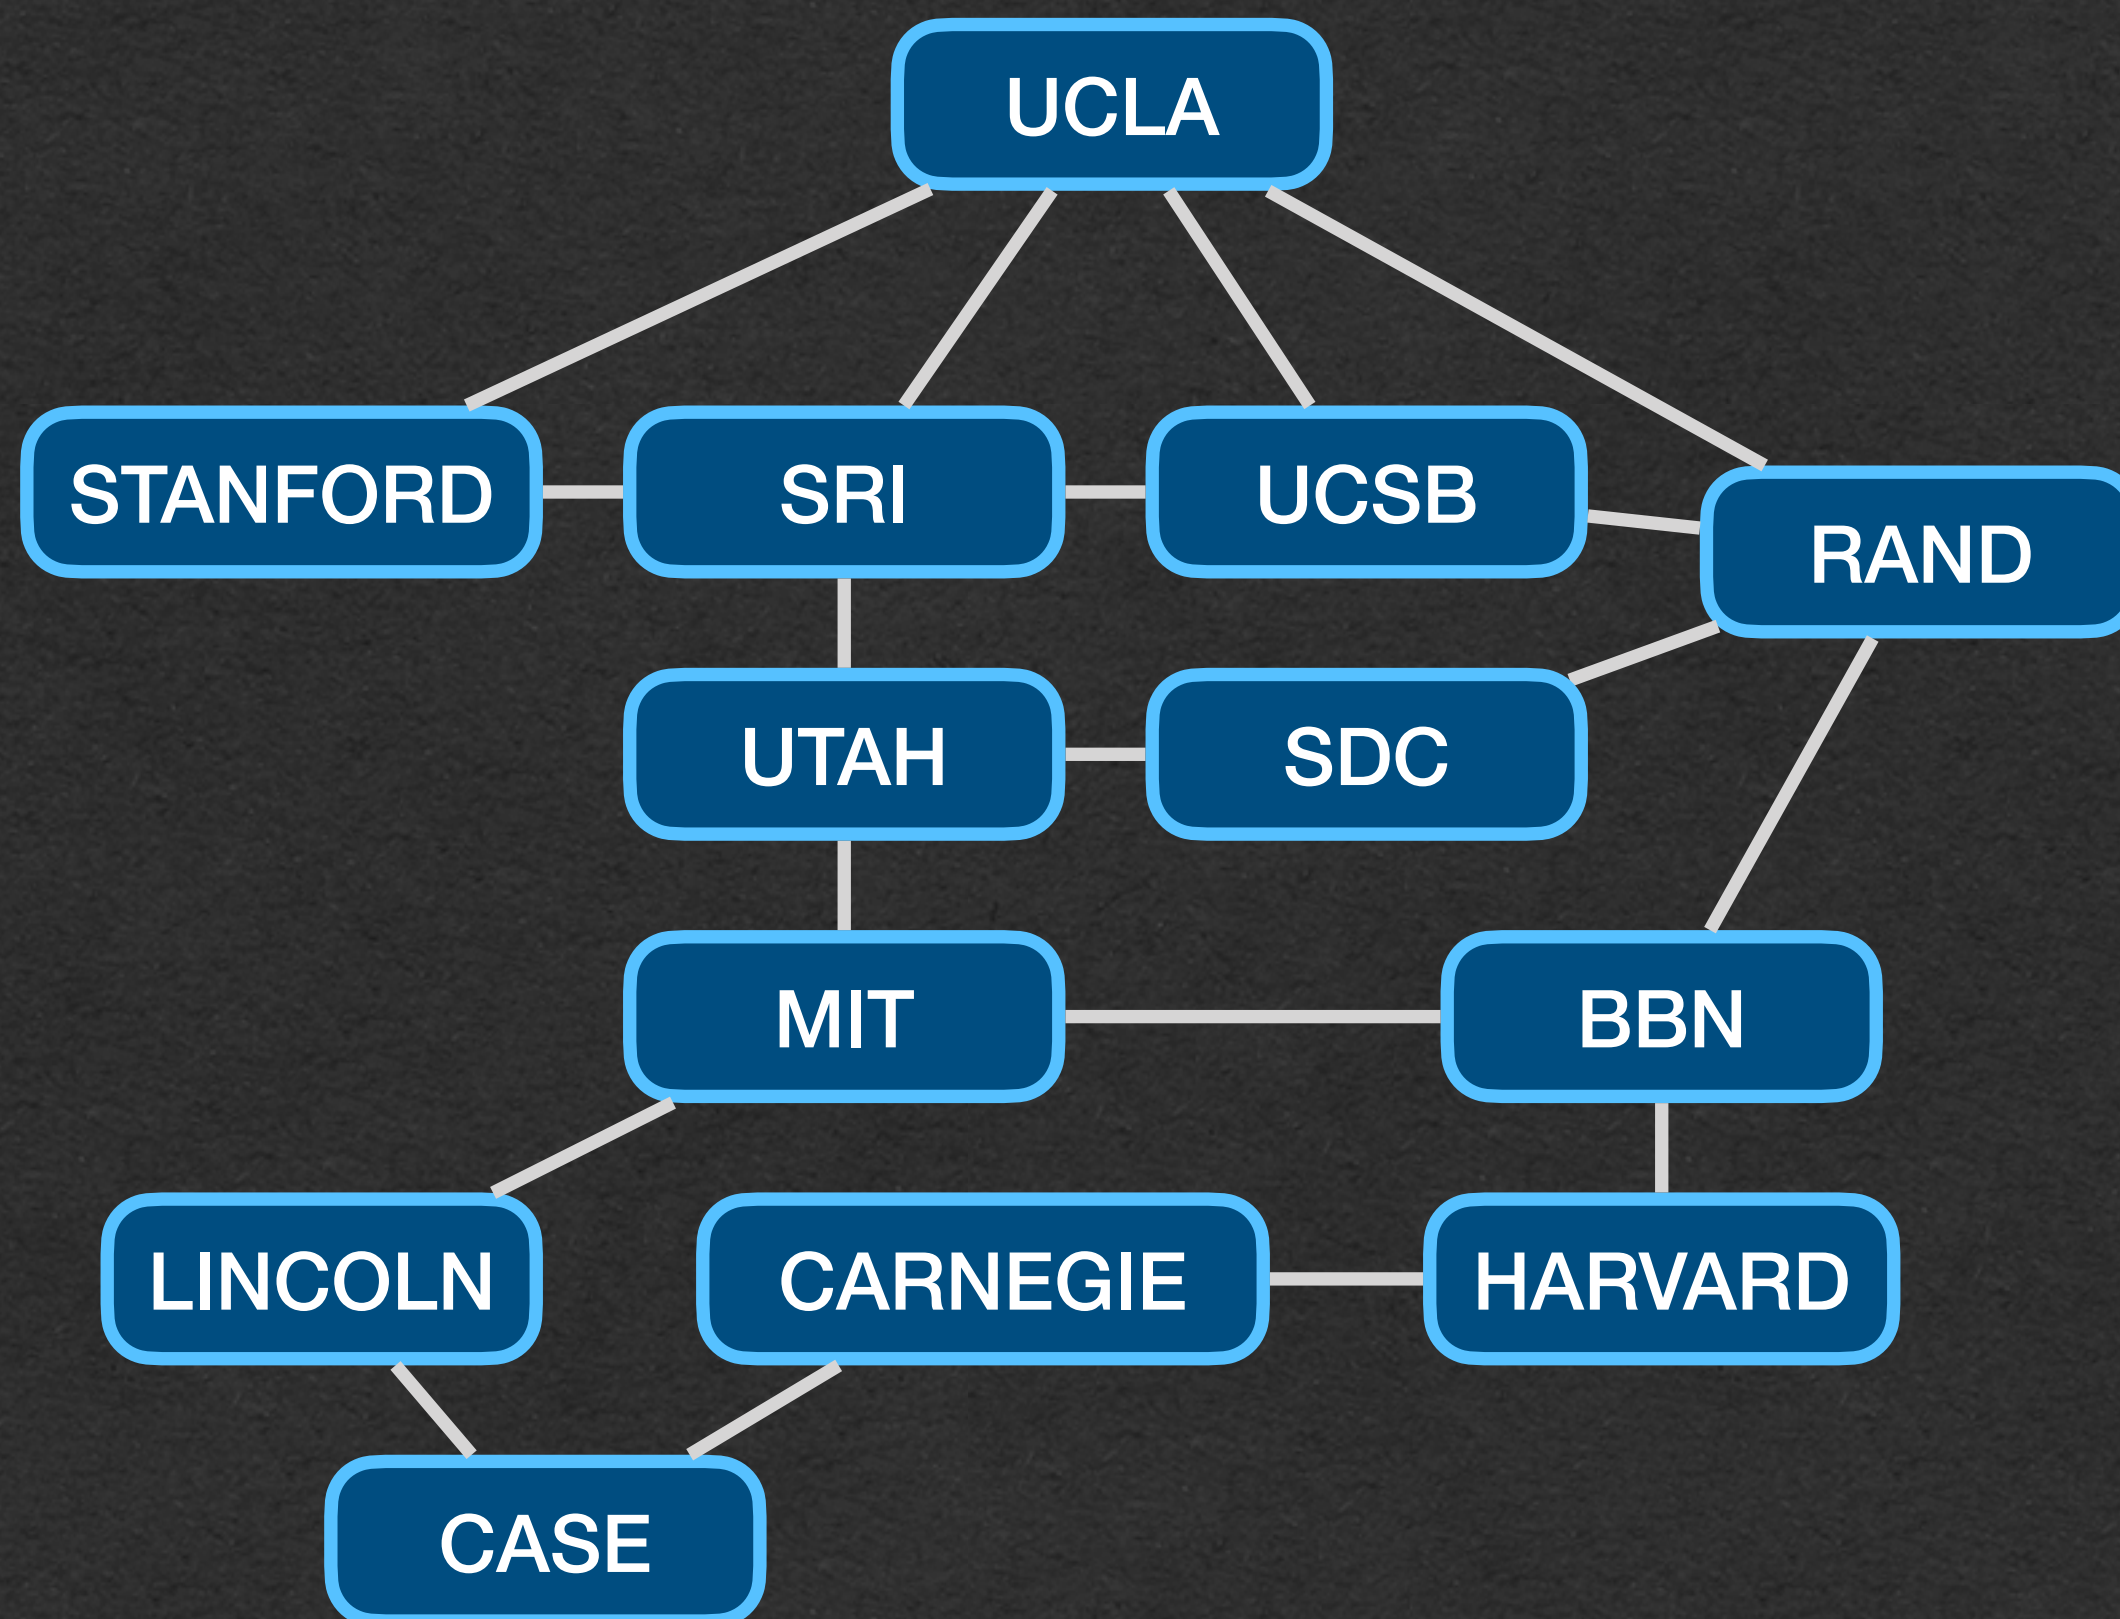 UCLA
STANFORD
SRI
UCSB
RAND
UTAH
SDC
MIT
BBN
LINCOLN
CARNEGIE
HARVARD
CASE